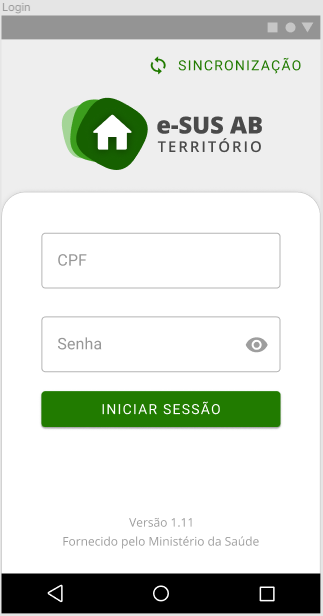 Login
SINCRONIZAÇÃO
e-SUS AB
TERRITÓRIO
CPF
Senha
INICIAR SESSÃO
Versão 1.11
Fornecido pelo Ministério da Saúde